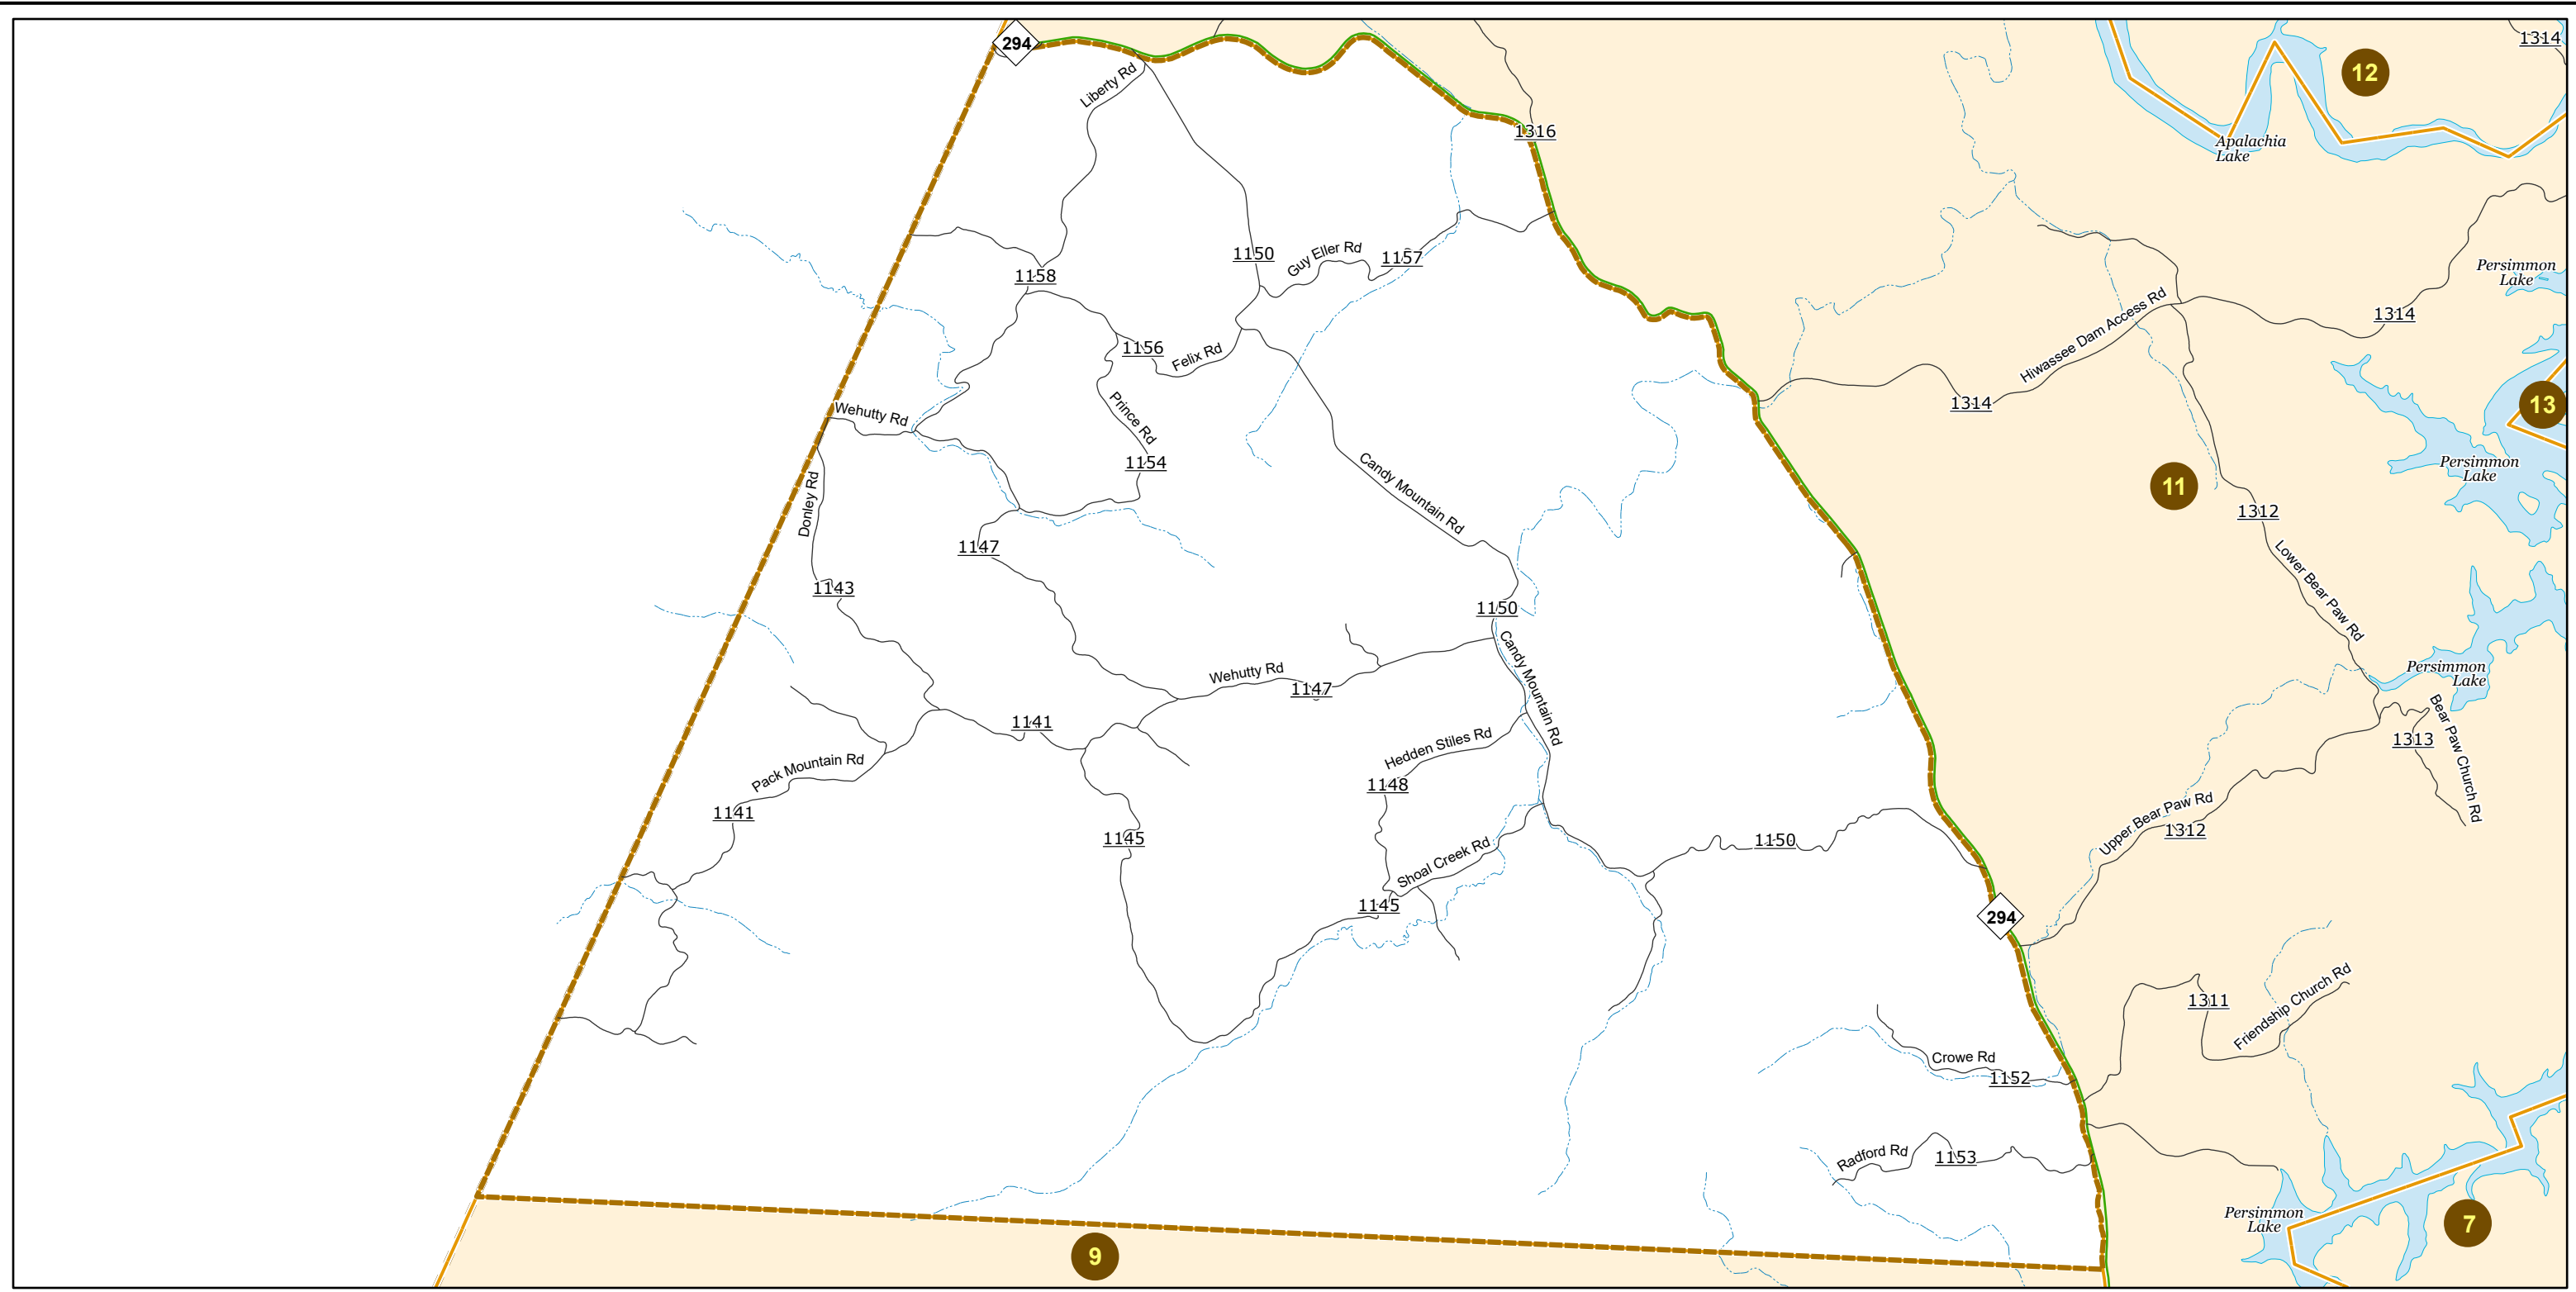 294
1314
12
Liberty Rd
1316
Apalachia
Lake
1150
Guy Eller Rd
1157
1158
Persimmon
Lake
Hiwassee Dam Access Rd
1314
1156
Felix Rd
1314
13
Wehutty Rd
Prince Rd
1154
Candy Mountain Rd
Persimmon
Lake
11
Donley Rd
1312
1147
1143
Lower Bear Paw Rd
1150
Candy Mountain Rd
Wehutty Rd
1147
Persimmon
Lake
1141
Hedden Stiles Rd
1313
Bear Paw Church Rd
Pack Mountain Rd
1148
1141
Upper Bear Paw Rd
1312
1145
1150
Shoal Creek Rd
1145
294
1311
Friendship Church Rd
Crowe Rd
1152
Radford Rd
1153
Persimmon
Lake
7
9